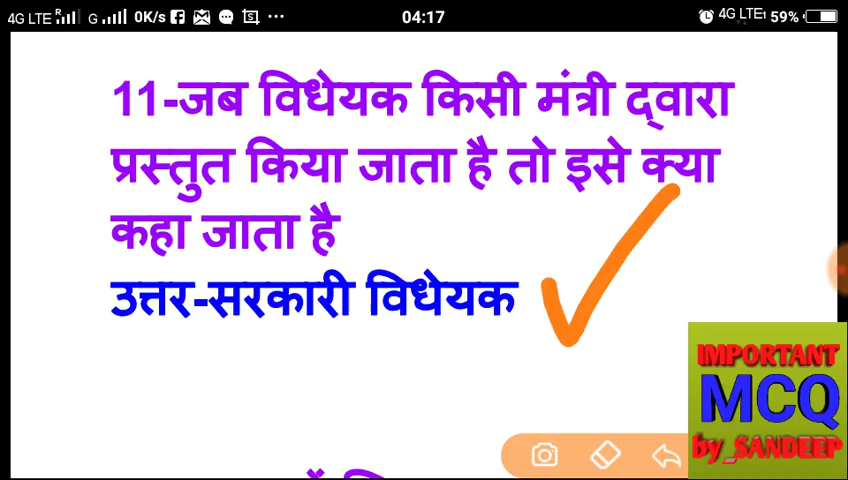 4G LTE R G 0K/s 04:17 4G LTE 59%
11-जब विधेयक किसी मंत्री द्वारा
प्रस्तुत किया जाता है तो इसे क्या
कहा जाता है
उत्तर-सरकारी विधेयक
IMPORTANT
MCQ
by_SANDEEP